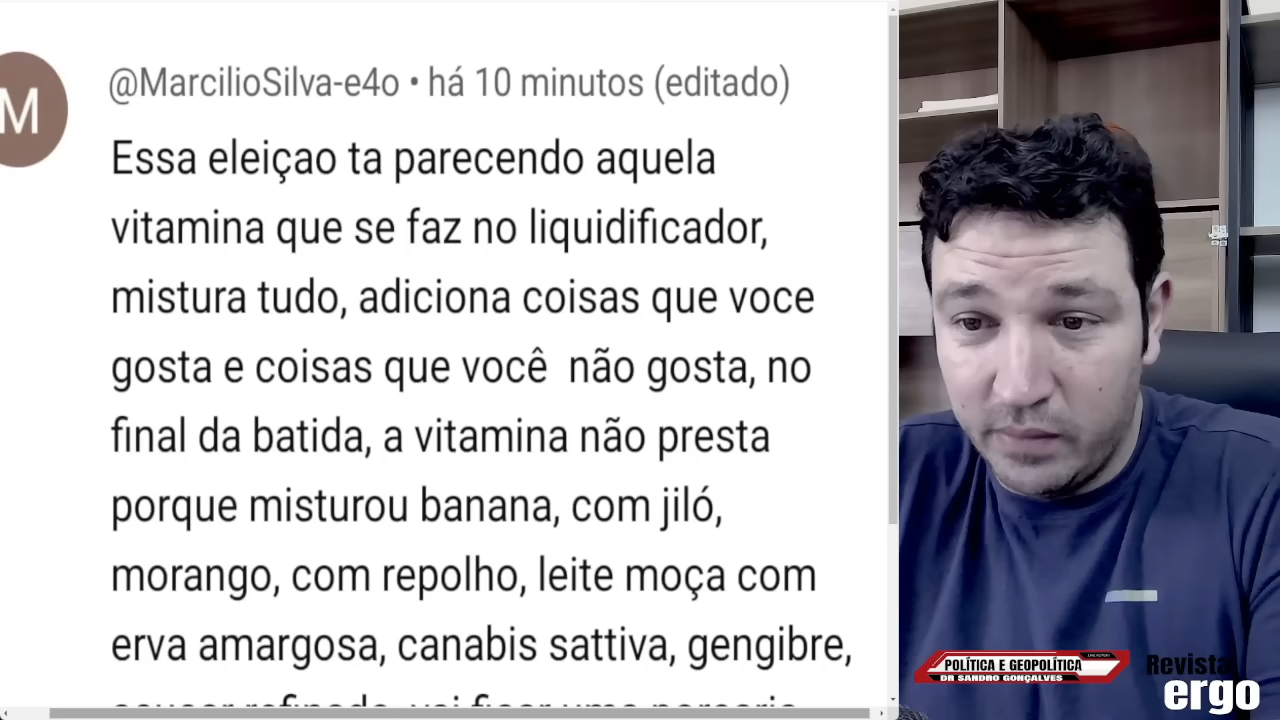 M
@MarcilioSilva-e4o • há 10 minutos (editado)
Essa eleiçao ta parecendo aquela
vitamina que se faz no liquidificador,
mistura tudo, adiciona coisas que voce
gosta e coisas que você não gosta, no
final da batida, a vitamina não presta
porque misturou banana, com jiló,
morango, com repolho, leite moça com
erva amargosa, canabis sattiva, gengibre,
POLÍTICA E GEOPOLÍTICA
DR SANDRO GONÇALVES
Revista
ergo